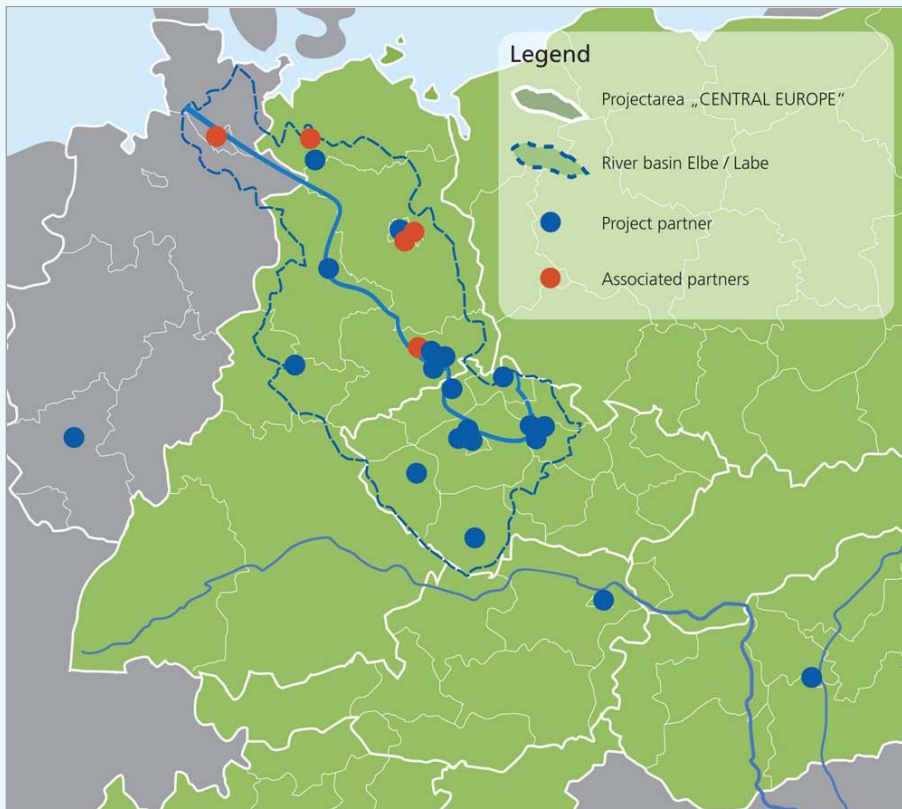 Legend
Projectarea „CENTRAL EUROPE“
River basin Elbe / Labe
Project partner
Associated partners